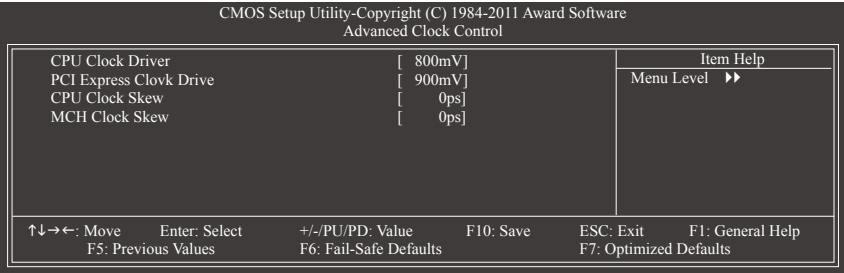 CMOS Setup Utility-Copyright (C) 1984-2011 Award Software
Advanced Clock Control
CPU Clock Driver [ 800mV]
PCI Express Clovk Drive [ 900mV]
CPU Clock Skew [ 0ps]
MCH Clock Skew [ 0ps]
Item Help
Menu Level ▶▶
↑↓→←: Move Enter: Select +/-/PU/PD: Value F10: Save ESC: Exit F1: General Help
F5: Previous Values F6: Fail-Safe Defaults F7: Optimized Defaults